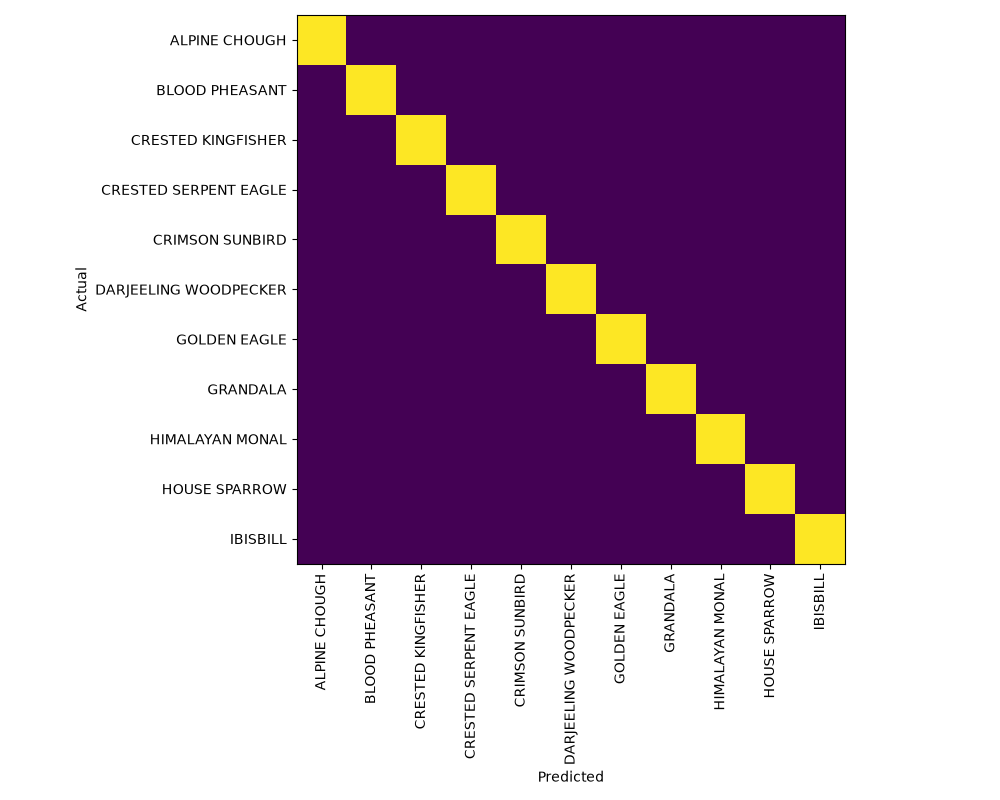 ALPINE CHOUGH
BLOOD PHEASANT
CRESTED KINGFISHER
CRESTED SERPENT EAGLE
CRIMSON SUNBIRD
DARJEELING WOODPECKER
GOLDEN EAGLE
GRANDALA
HIMALAYAN MONAL
HOUSE SPARROW
IBISBILL
Actual
ALPINE CHOUGH
BLOOD PHEASANT
CRESTED KINGFISHER
CRESTED SERPENT EAGLE
CRIMSON SUNBIRD
DARJEELING WOODPECKER
GOLDEN EAGLE
GRANDALA
HIMALAYAN MONAL
HOUSE SPARROW
IBISBILL
Predicted